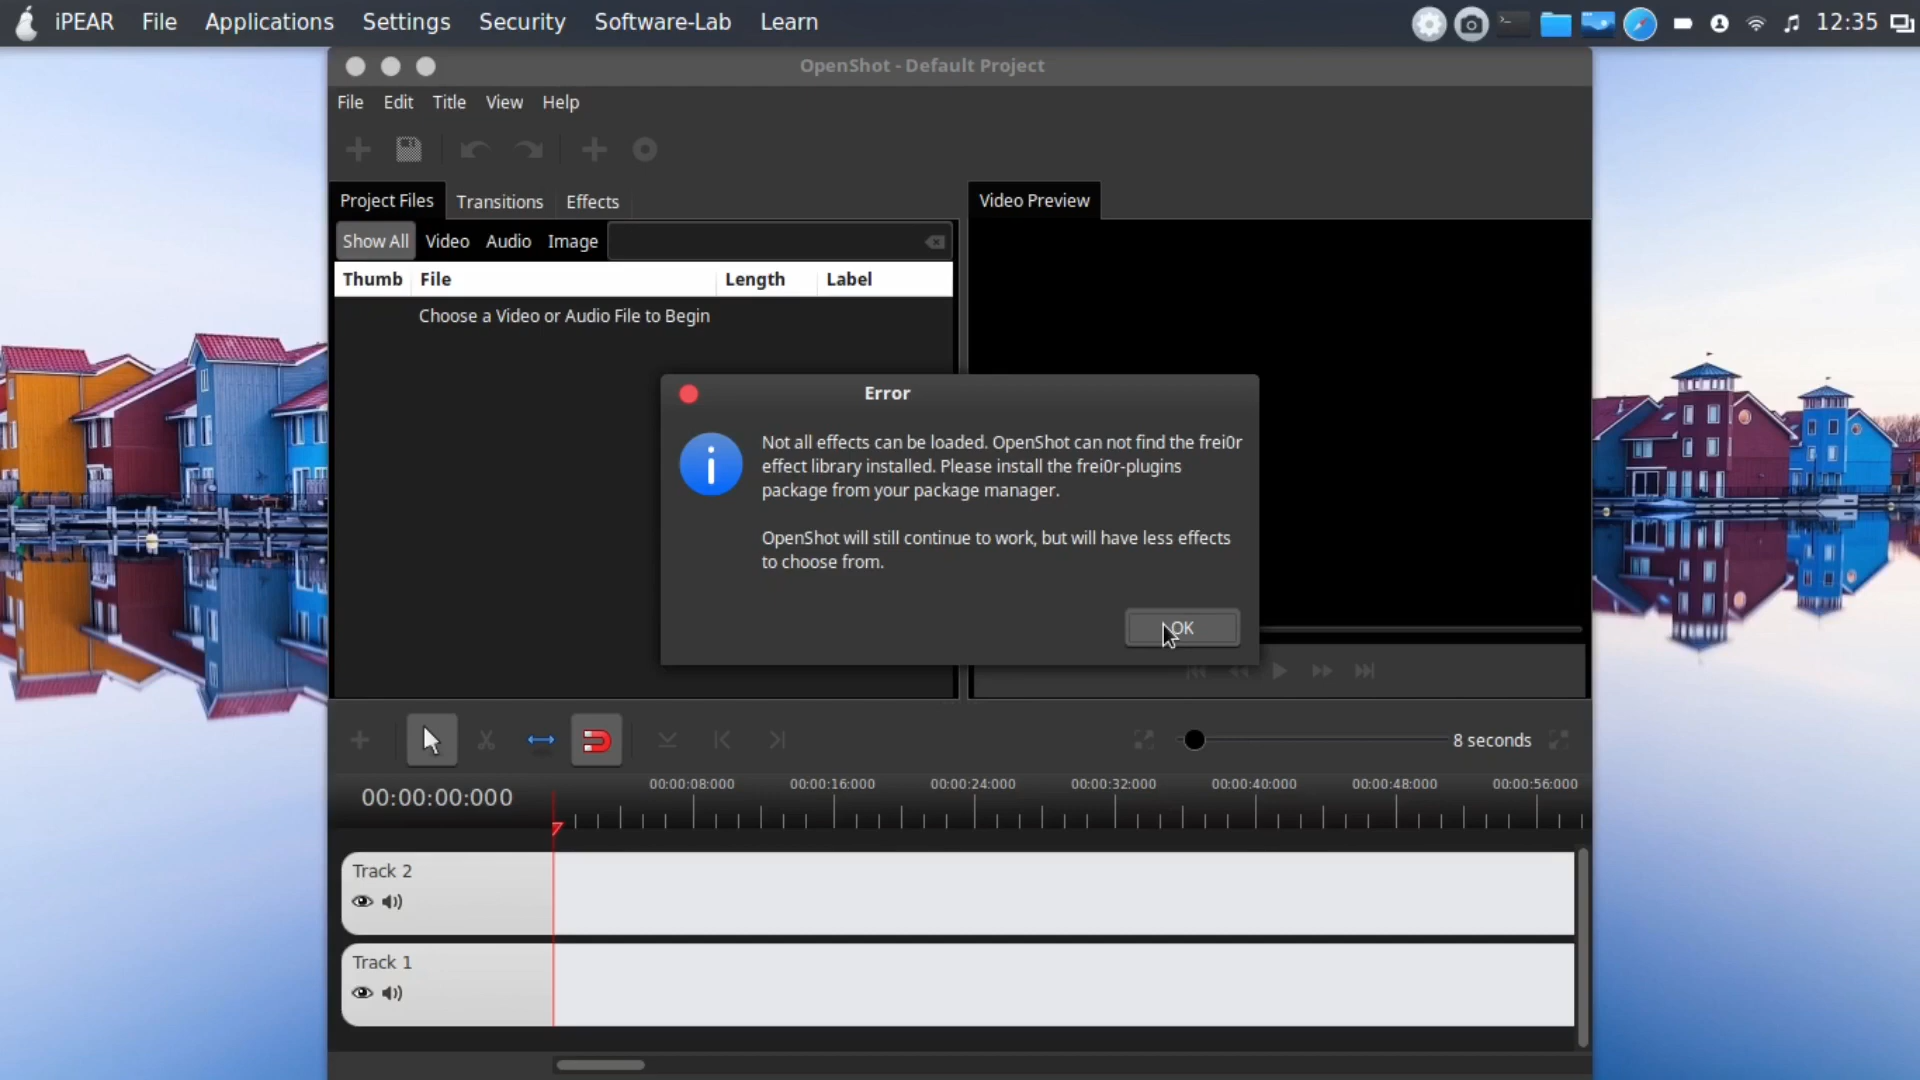 iPEAR File Applications Settings Security Software-Lab Learn 12:35
OpenShot - Default Project
File Edit Title View Help
Project Files Transitions Effects Video Preview
Show All Video Audio Image
Thumb File Length Label
Choose a Video or Audio File to Begin
Error
Not all effects can be loaded. OpenShot can not find the frei0r
effect library installed. Please install the frei0r-plugins
package from your package manager.
OpenShot will still continue to work, but will have less effects
to choose from.
OK
8 seconds
00:00:00:000 00:00:08:000 00:00:16:000 00:00:24:000 00:00:32:000 00:00:40:000 00:00:48:000 00:00:56:000
Track 2
Track 1